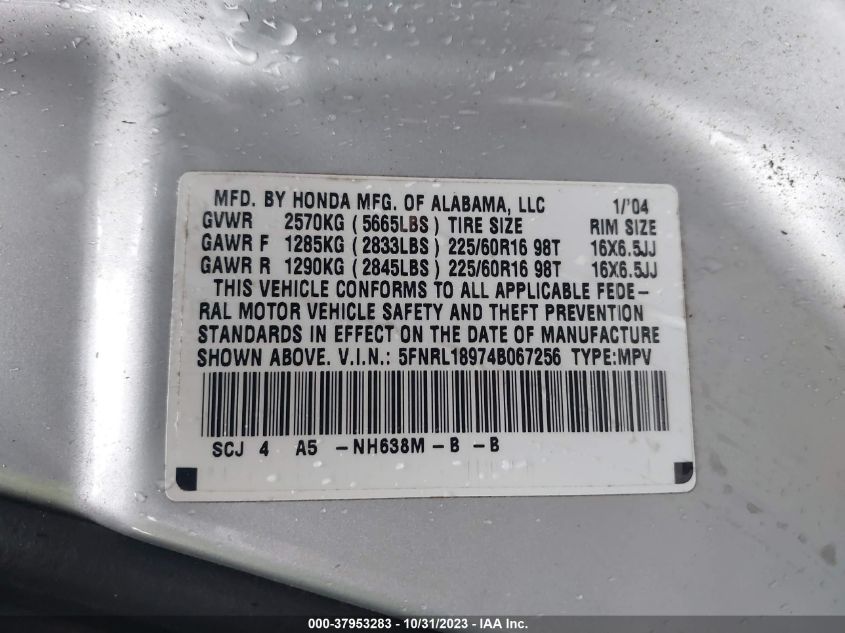 MFD. BY HONDA MFG. OF ALABAMA, LLC 1/'04
GVWR 2570KG (5665LBS) TIRE SIZE RIM SIZE
GAWR F 1285KG (2833LBS) 225/60R16 98T 16X6.5JJ
GAWR R 1290KG (2845LBS) 225/60R16 98T 16X6.5JJ
THIS VEHICLE CONFORMS TO ALL APPLICABLE FEDE-
RAL MOTOR VEHICLE SAFETY AND THEFT PREVENTION
STANDARDS IN EFFECT ON THE DATE OF MANUFACTURE
SHOWN ABOVE. V.I.N.: 5FNRL18974B067256 TYPE:MPV
SCJ 4 A5 -NH638M -B -B
000-37953283 - 10/31/2023 - © IAA Inc.